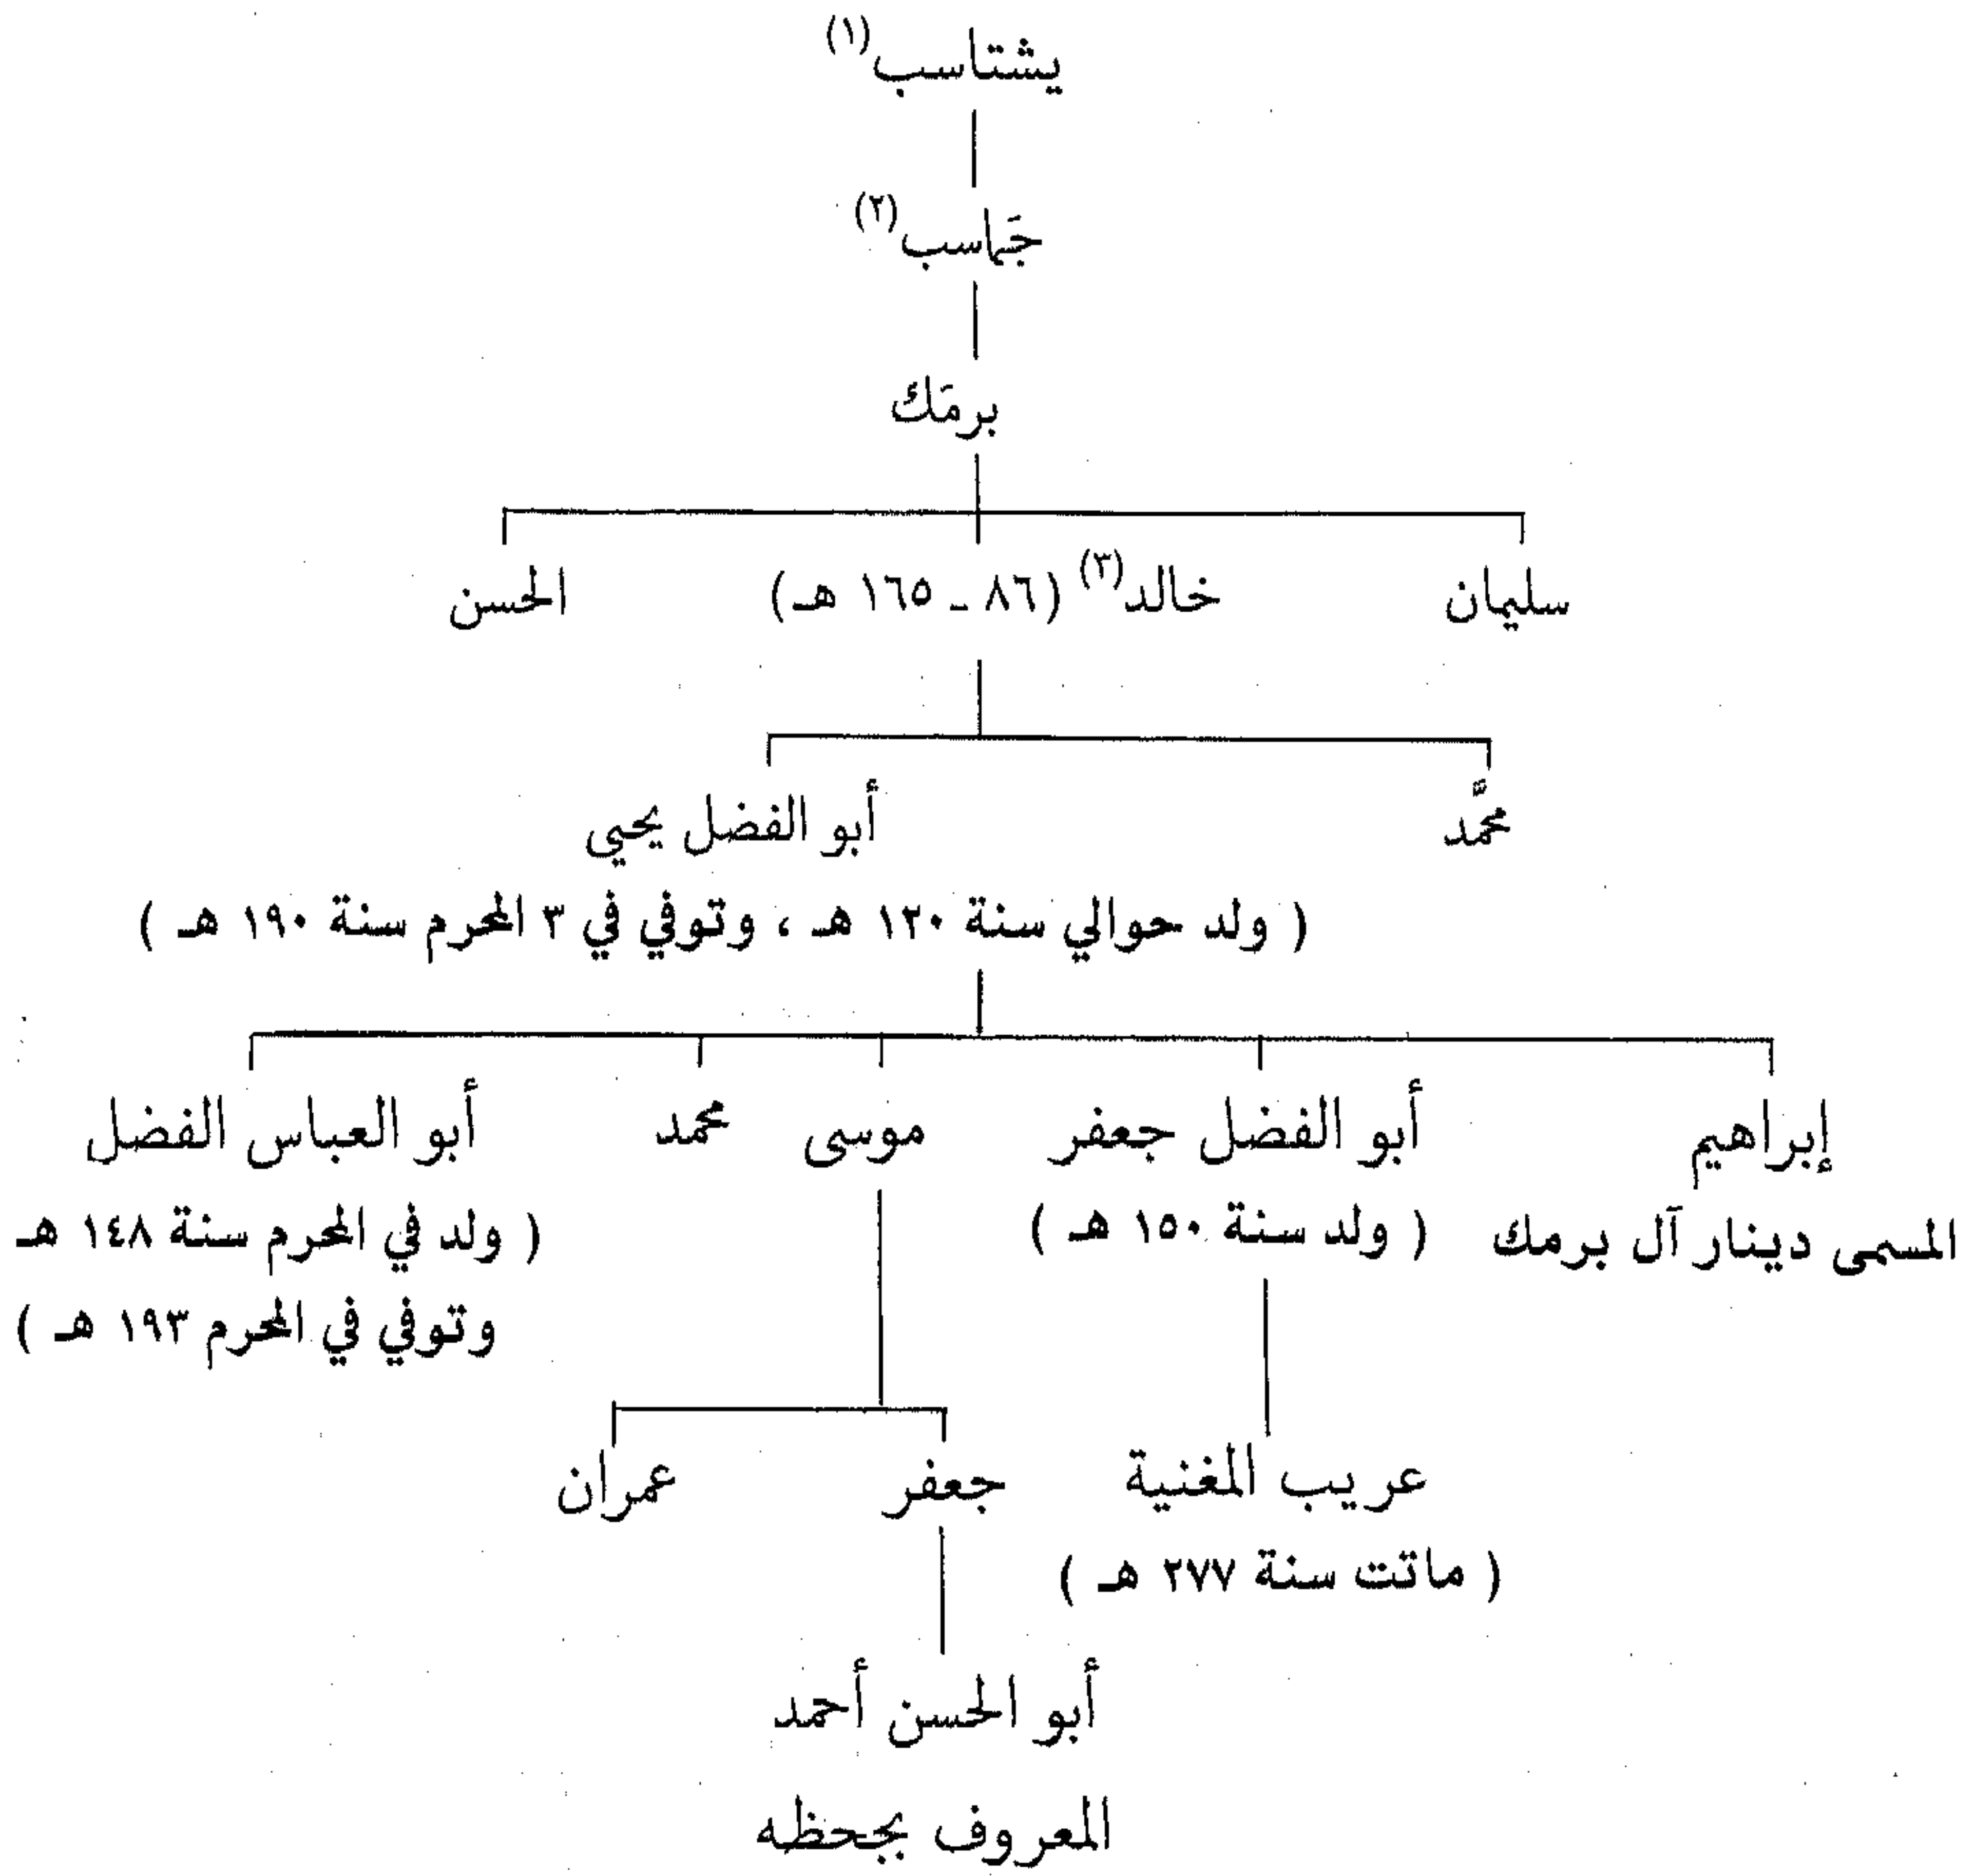 يشتاسب(١)
جَماسب(٢)
برمَك
سليمان خالد(٣) (٨٦ ـ ١٦٥ هـ) الحسن
محمَّد أبو الفضل يحيي
( ولد حوالي سنة ١٢٠ هـ ، وتوفي في ٣ المحرم سنة ١٩٠ هـ )
إبراهيم أبو الفضل جعفر موسى محمد أبو العباس الفضل
المسمى دينار آل برمك ( ولد سنة ١٥٠ هـ ) ( ولد في المحرم سنة ١٤٨ هـ
وتوفي في المحرم ١٩٣ هـ )
عريب المغنية جعفر عمران
( ماتت سنة ٢٧٧ هـ )
أبو الحسن أحمد
المعروف بجحظه